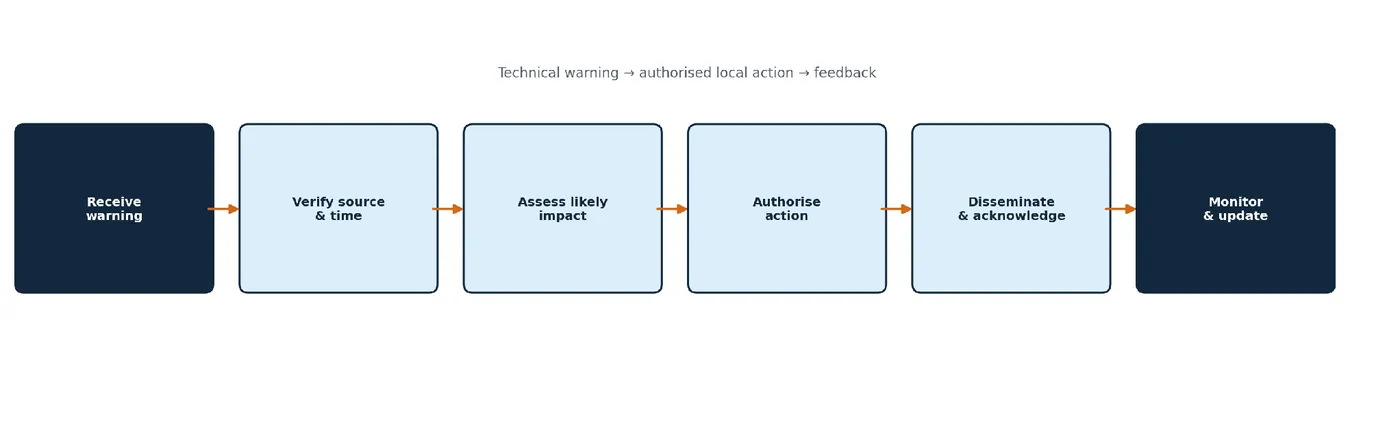 Technical warning → authorised local action → feedback
Receive
warning
Verify source
& time
Assess likely
impact
Authorise
action
Disseminate
& acknowledge
Monitor
& update